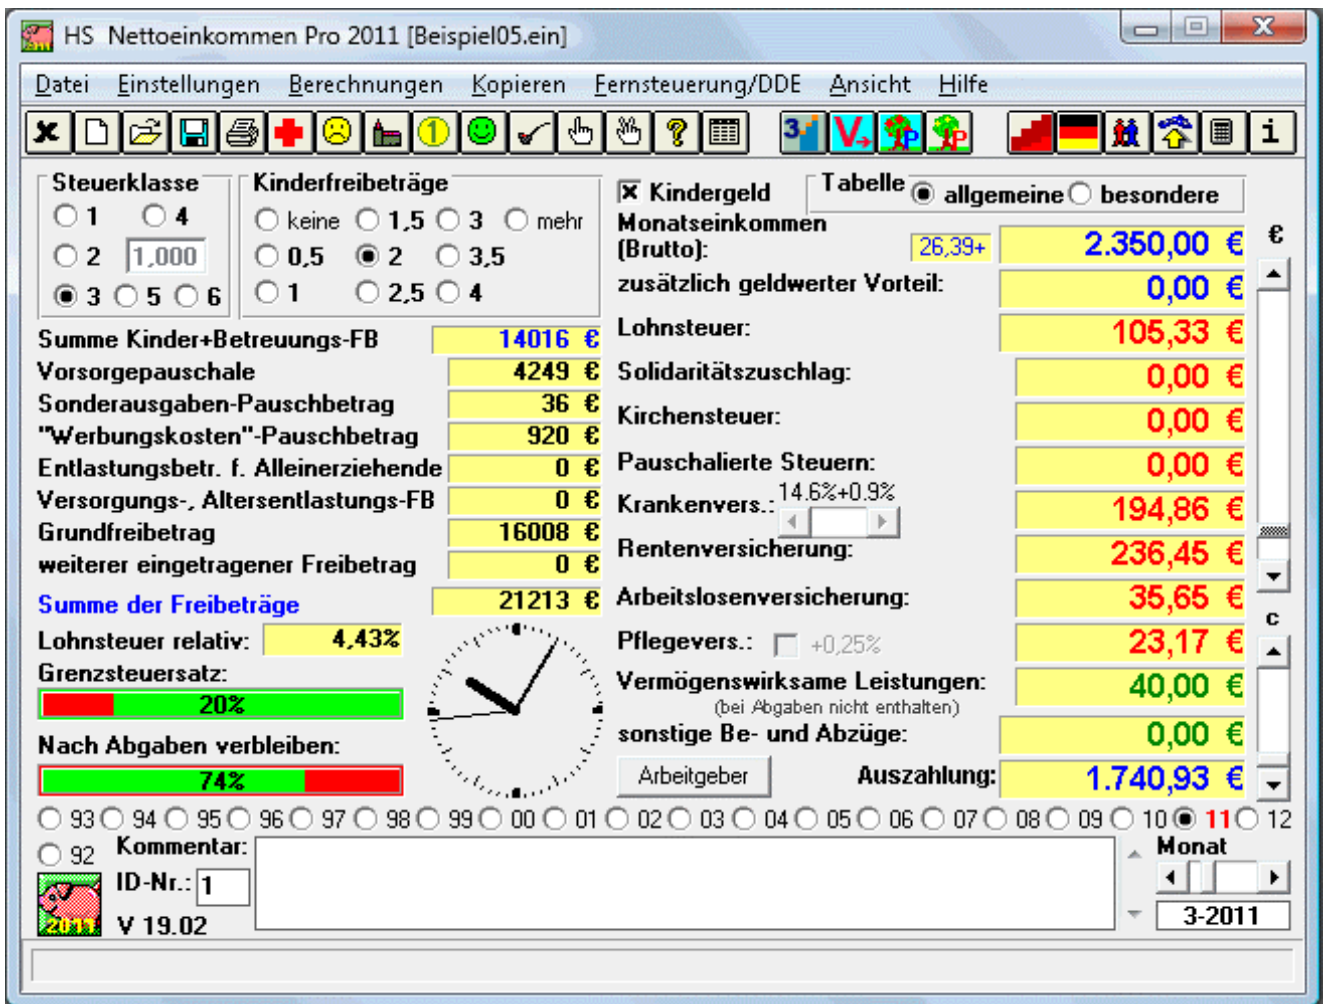 HS Nettoeinkommen Pro 2011 [Beispiel05.ein]
Datei Einstellungen Berechnungen Kopieren Fernsteuerung/DDE Ansicht Hilfe
1 3 V P P i
Steuerklasse
1 4
2 1,000
3 5 6
Kinderfreibeträge
keine 1,5 3 mehr
0,5 2 3,5
1 2,5 4
Kindergeld
Tabelle allgemeine besondere
Monatseinkommen
(Brutto): 26,39+ 2.350,00 € €
zusätzlich geldwerter Vorteil: 0,00 €
Lohnsteuer: 105,33 €
Solidaritätszuschlag: 0,00 €
Kirchensteuer: 0,00 €
Pauschalierte Steuern: 0,00 €
Krankenvers.: 14.6%+0.9% 194,86 €
Rentenversicherung: 236,45 €
Arbeitslosenversicherung: 35,65 €
c
Pflegevers.: +0,25% 23,17 €
Vermögenswirksame Leistungen: 40,00 €
(bei Abgaben nicht enthalten)
sonstige Be- und Abzüge: 0,00 €
Arbeitgeber Auszahlung: 1.740,93 €
Summe Kinder+Betreuungs-FB 14016 €
Vorsorgepauschale 4249 €
Sonderausgaben-Pauschbetrag 36 €
"Werbungskosten"-Pauschbetrag 920 €
Entlastungsbetr. f. Alleinerziehende 0 €
Versorgungs-, Altersentlastungs-FB 0 €
Grundfreibetrag 16008 €
weiterer eingetragener Freibetrag 0 €
Summe der Freibeträge 21213 €
Lohnsteuer relativ: 4,43%
Grenzsteuersatz:
20%
Nach Abgaben verbleiben:
74%
93 94 95 96 97 98 99 00 01 02 03 04 05 06 07 08 09 10 11 12
92 Kommentar: Monat
ID-Nr.: 1
2011 V 19.02 3-2011